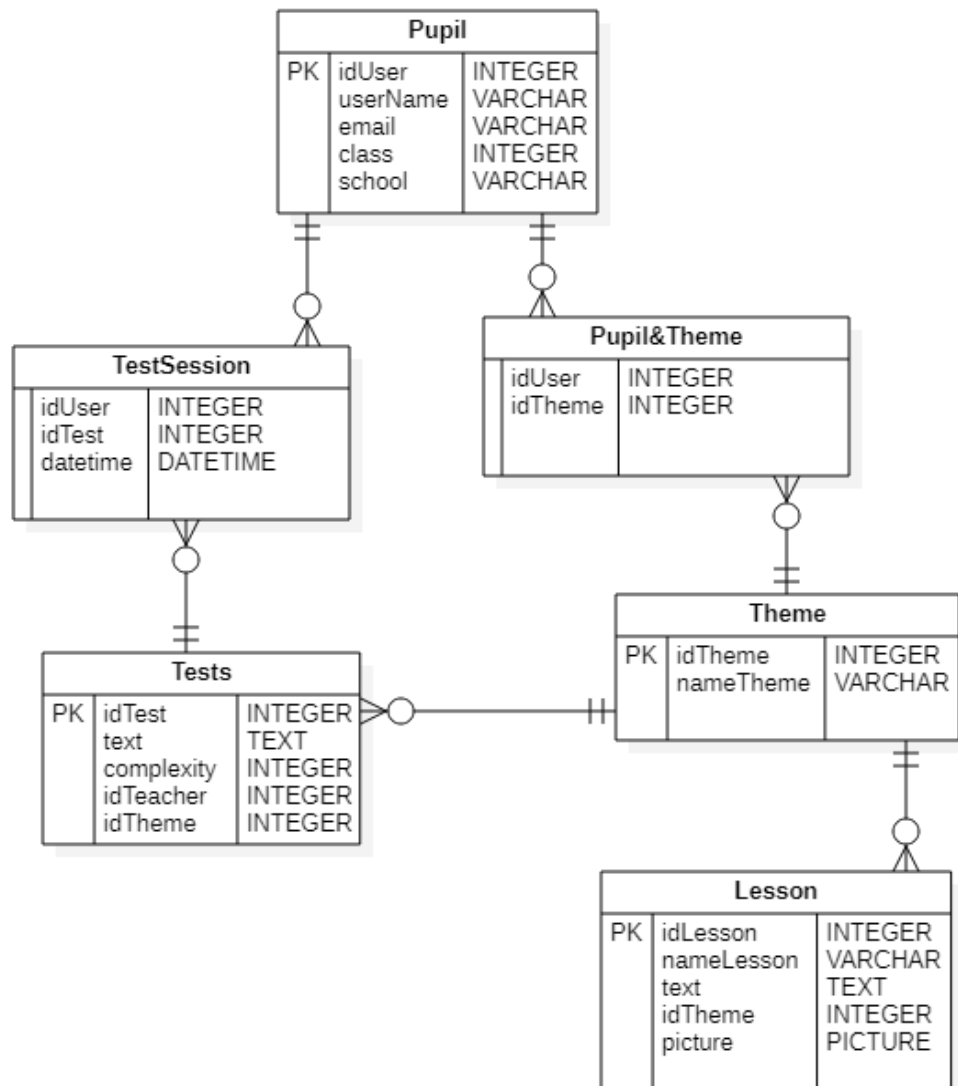 Pupil
PK idUser INTEGER
userName VARCHAR
email VARCHAR
class INTEGER
school VARCHAR
TestSession
idUser INTEGER
idTest INTEGER
datetime DATETIME
Pupil&Theme
idUser INTEGER
idTheme INTEGER
Theme
PK idTheme INTEGER
nameTheme VARCHAR
Tests
PK idTest INTEGER
text TEXT
complexity INTEGER
idTeacher INTEGER
idTheme INTEGER
Lesson
PK idLesson INTEGER
nameLesson VARCHAR
text TEXT
idTheme INTEGER
picture PICTURE